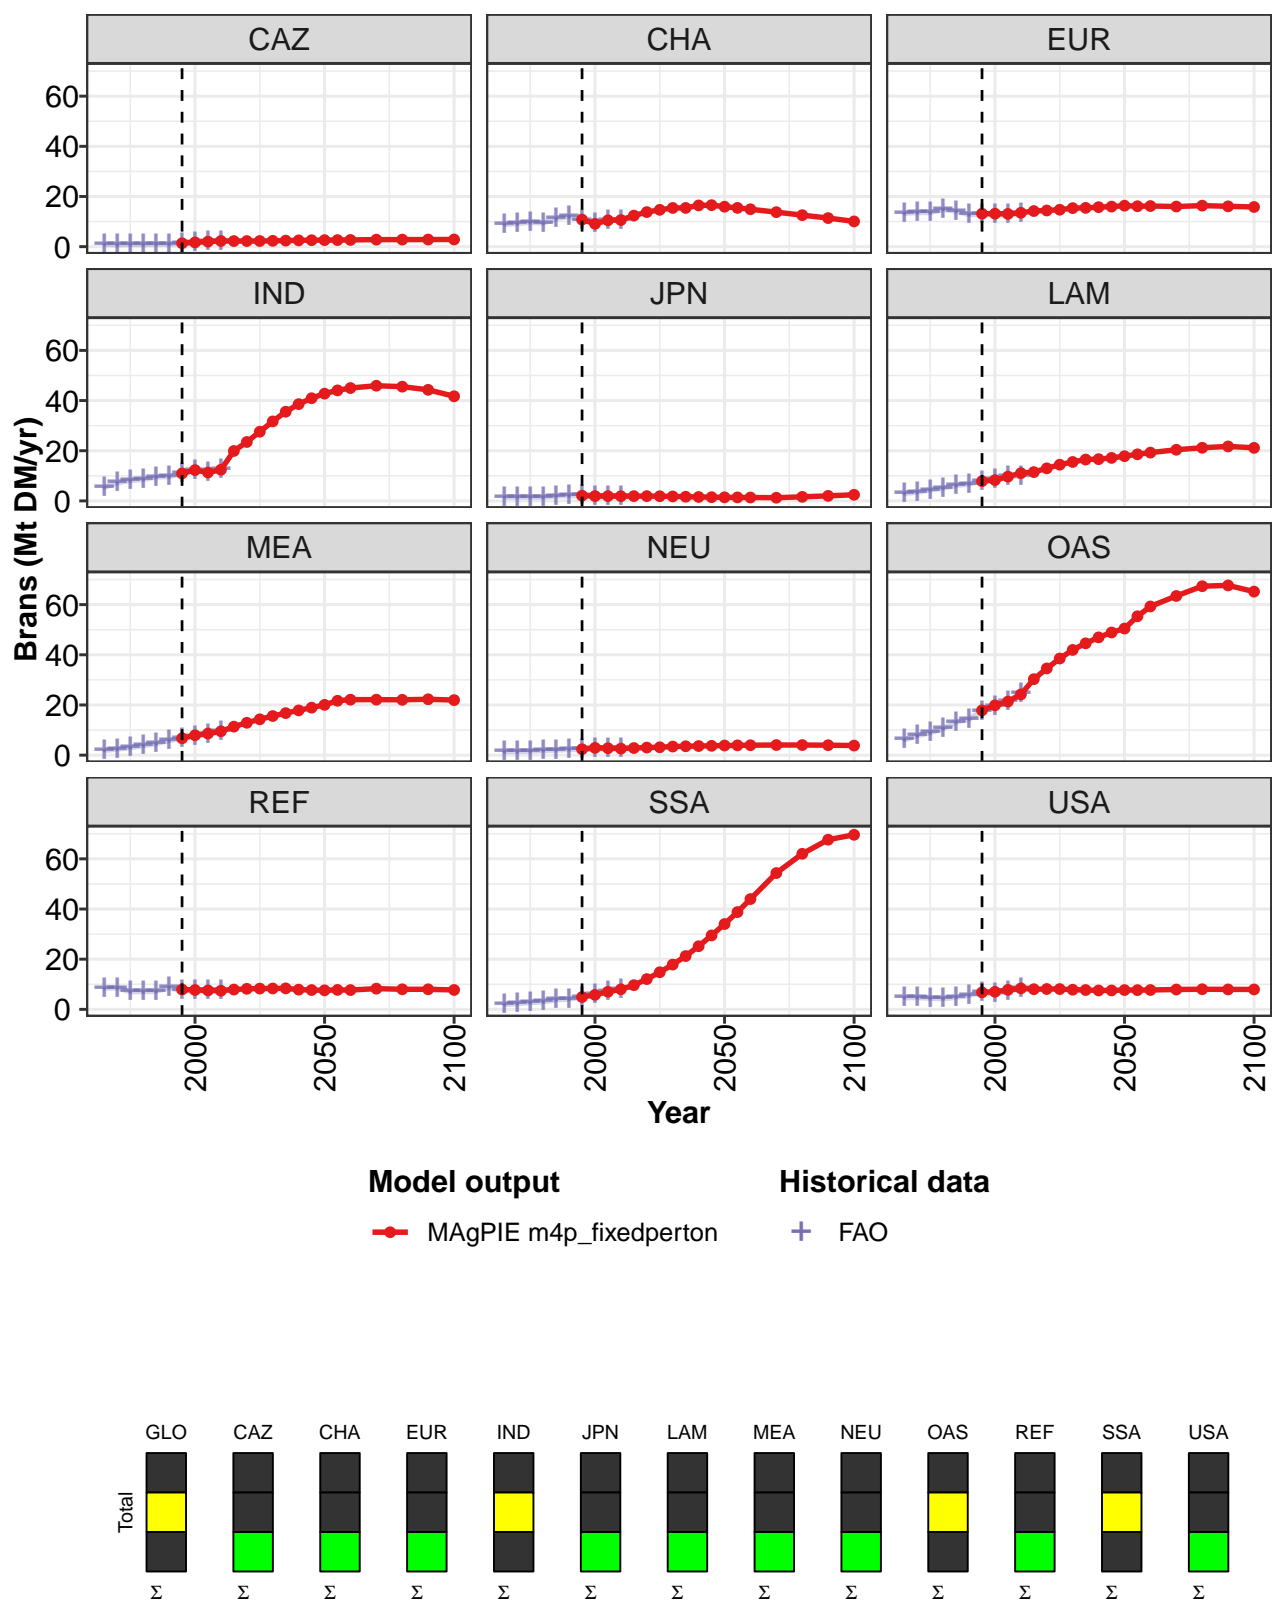 CAZ CHA EUR
60
40
20
0
IND JPN LAM
60
40
20
0
MEA NEU OAS
60
40
20
0
REF SSA USA
60
40
20
0
Brans (Mt DM/yr)
2000 2050 2100 2000 2050 2100 2000 2050 2100
Year
Model output Historical data
MAgPIE m4p_fixedperton FAO
GLO CAZ CHA EUR IND JPN LAM MEA NEU OAS REF SSA USA
Total
Σ Σ Σ Σ Σ Σ Σ Σ Σ Σ Σ Σ Σ